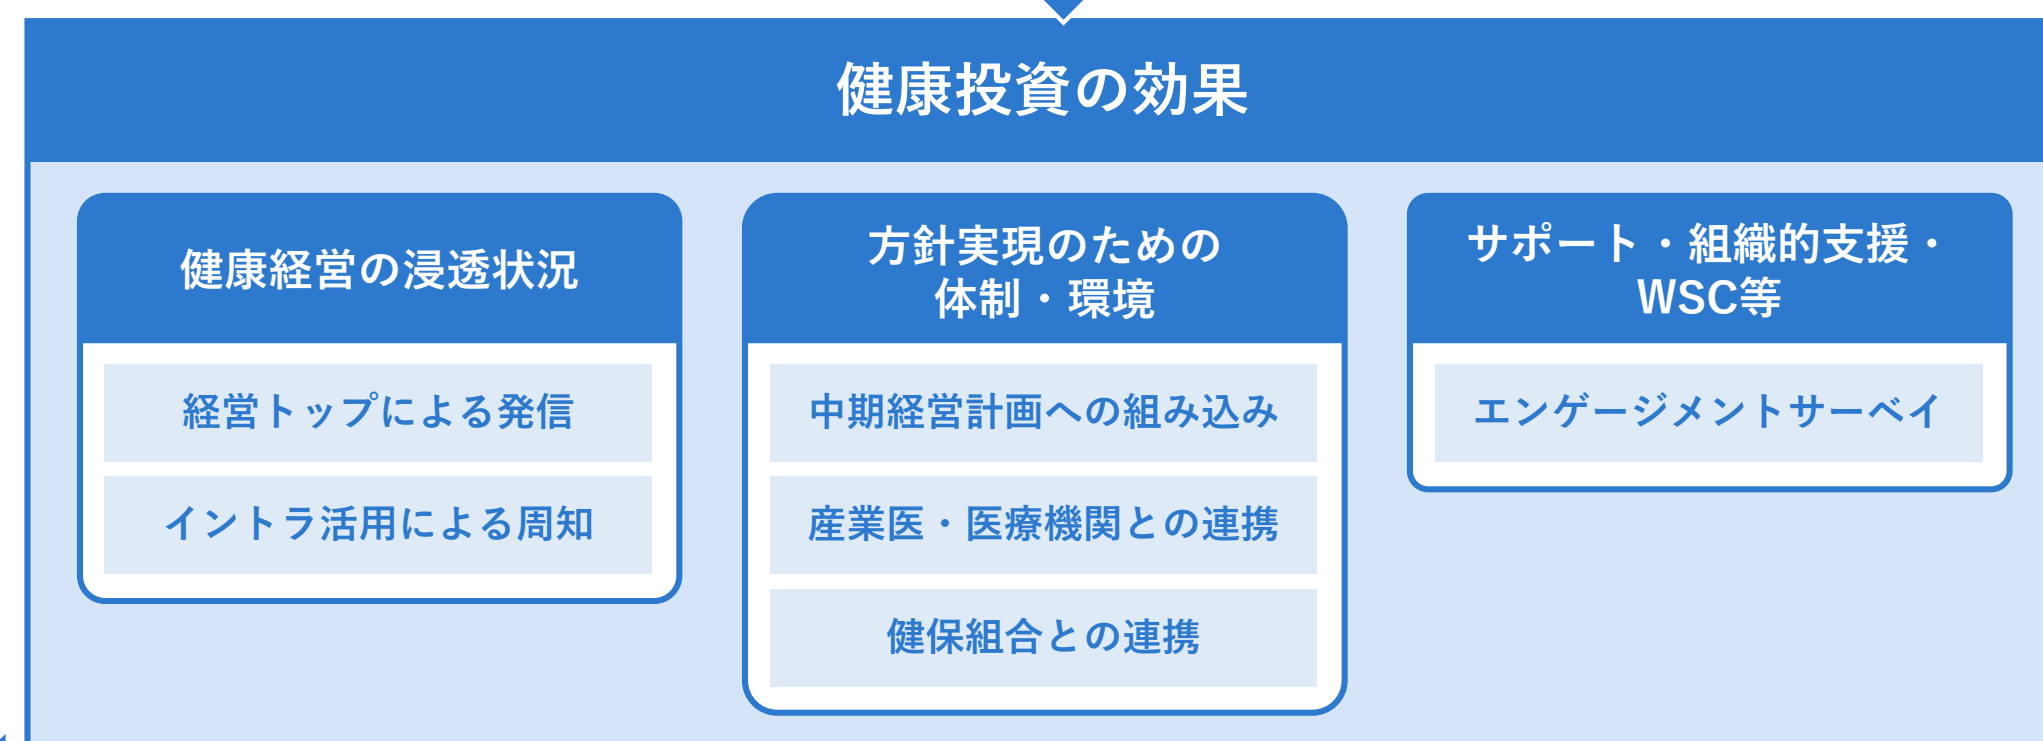 健康投資の効果
健康経営の浸透状況
経営トップによる発信
イントラ活用による周知
方針実現のための
体制・環境
中期経営計画への組み込み
産業医・医療機関との連携
健保組合との連携
サポート・組織的支援・
WSC等
エンゲージメントサーベイ